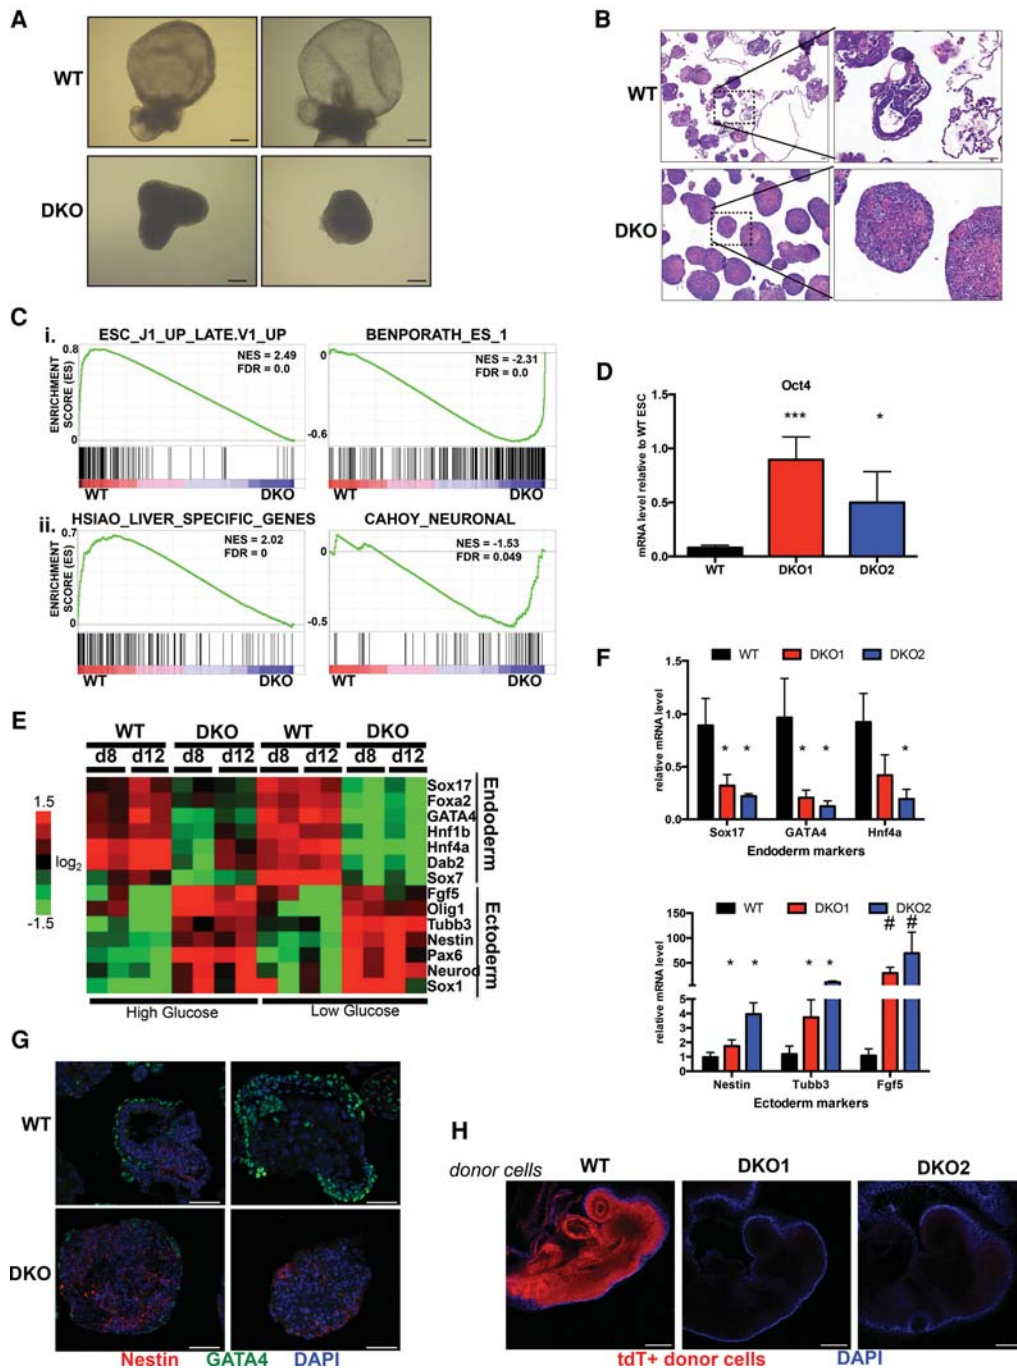 A
WT
DKO
B
WT
DKO
C
i.
ESC_J1_UP_LATE.V1_UP
BENPORATH_ES_1
ENRICHMENT
SCORE (ES)
0.8
0
NES = 2.49
FDR = 0.0
0
-0.6
NES = -2.31
FDR = 0.0
WT
DKO
WT
DKO
ii.
HSIAO_LIVER_SPECIFIC_GENES
CAHOY_NEURONAL
ENRICHMENT
SCORE (ES)
0.7
0
NES = 2.02
FDR = 0
0
-0.5
NES = -1.53
FDR = 0.049
WT
DKO
WT
DKO
D
Oct4
mRNA level relative to WT ESC
1.5
1.0
0.5
0.0
***
*
WT
DKO1
DKO2
E
WT
DKO
WT
DKO
d8
d12
d8
d12
d8
d12
d8
d12
1.5
log2
-1.5
Sox17
Foxa2
GATA4
Hnf1b
Hnf4a
Dab2
Sox7
Fgf5
Olig1
Tubb3
Nestin
Pax6
Neurod
Sox1
Endoderm
Ectoderm
High Glucose
Low Glucose
F
WT
DKO1
DKO2
relative mRNA level
1.5
1.0
0.5
0.0
* *
* *
*
Sox17
GATA4
Hnf4a
Endoderm markers
WT
DKO1
DKO2
relative mRNA level
150
100
50
5
4
3
2
1
0
* *
* *
# #
Nestin
Tubb3
Fgf5
Ectoderm markers
G
WT
DKO
Nestin
GATA4
DAPI
H
donor cells
WT
DKO1
DKO2
tdT+ donor cells
DAPI